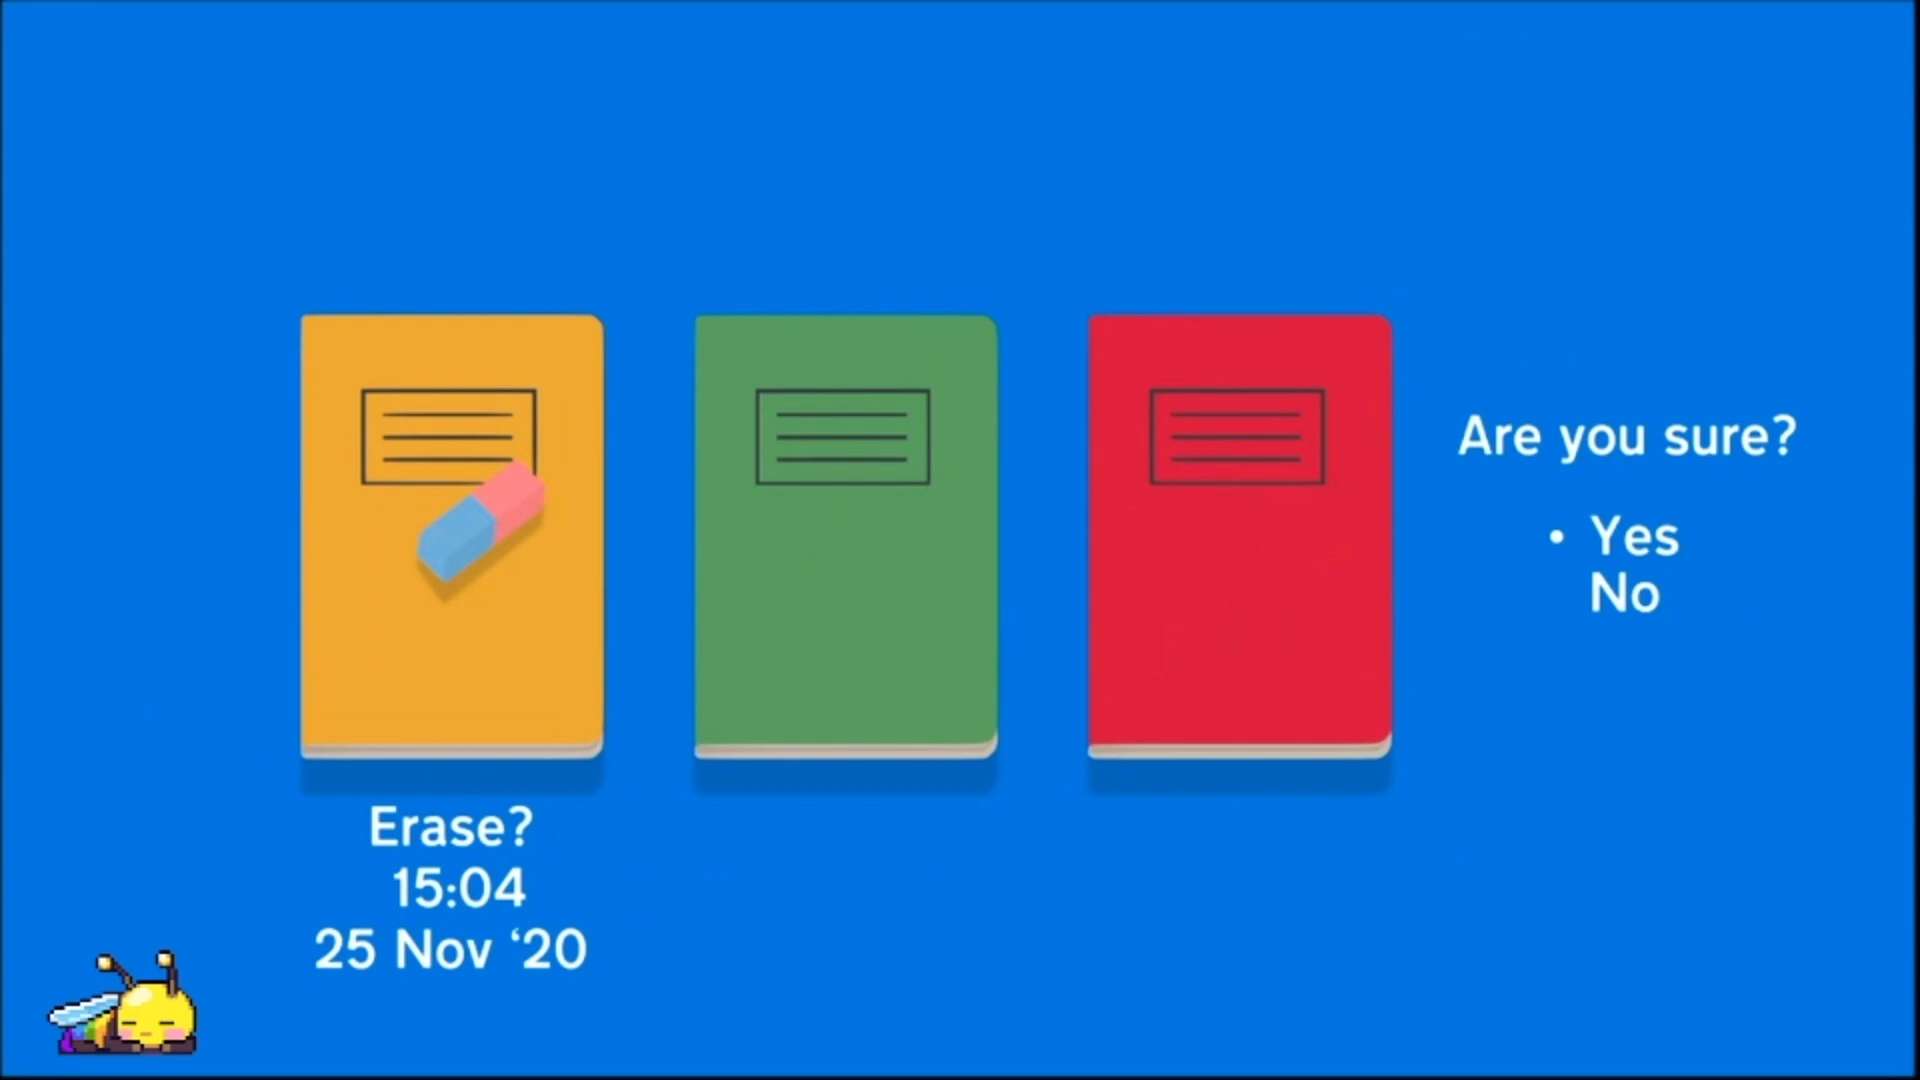 Are you sure?
• Yes
No
Erase?
15:04
25 Nov ‘20